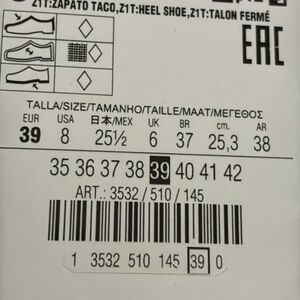 Z1T:ZAPATO TACO,Z1T:HEEL SHOE,Z1T:TALON FERMÉ
EAC
TALLA/SIZE/TAMANHO/TAILLE/MAAT/ΜΕΓΕΘΟΣ
EUR USA 日本/MEX UK BR cm. AR
39 8 25½ 6 37 25,3 38
35 36 37 38 39 40 41 42
ART.: 3532 / 510 / 145
1 3532 510 145 39 0